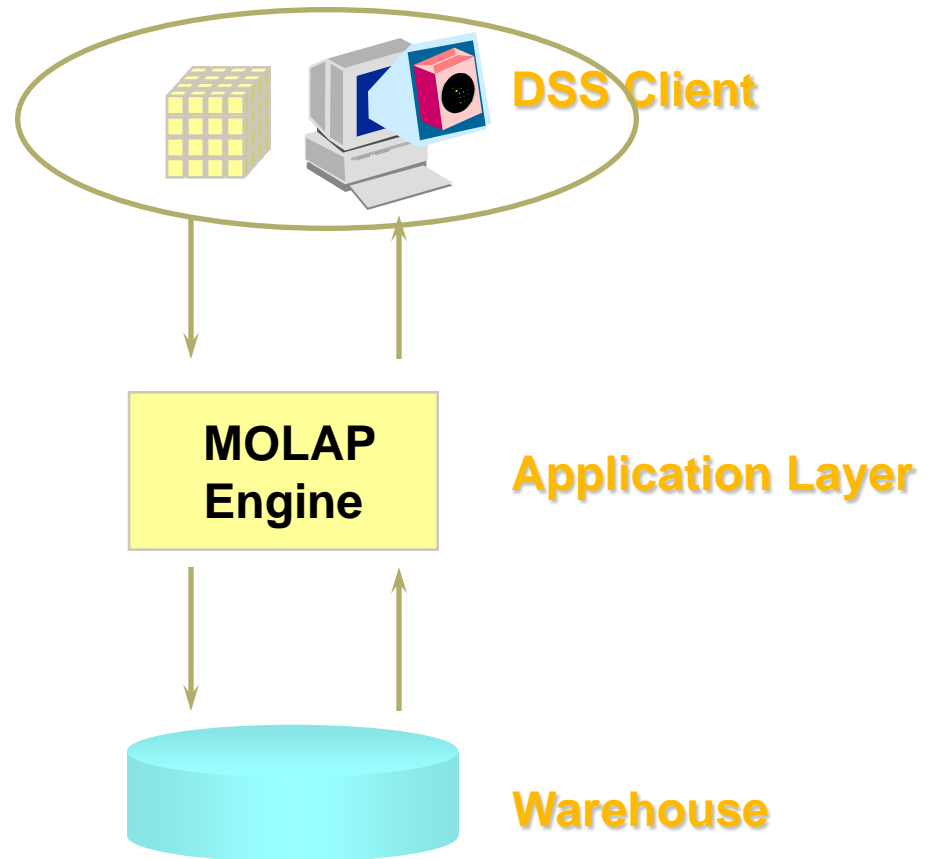 DSS Client
MOLAP
Engine
Application Layer
Warehouse